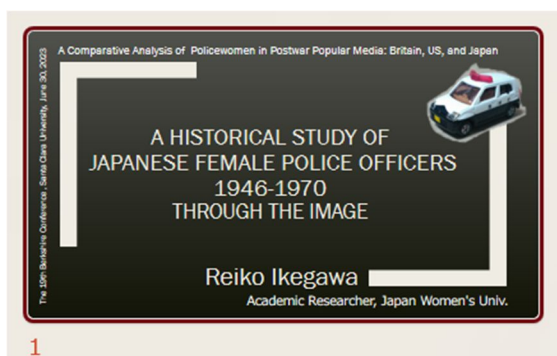 A Comparative Analysis of Policewomen in Postwar Popular Media: Britain, US, and Japan
The 19th Berkshire Conference, Santa Clara University, June 30, 2023
A HISTORICAL STUDY OF
JAPANESE FEMALE POLICE OFFICERS
1946-1970
THROUGH THE IMAGE
Reiko Ikegawa
Academic Researcher, Japan Women's Univ.
1